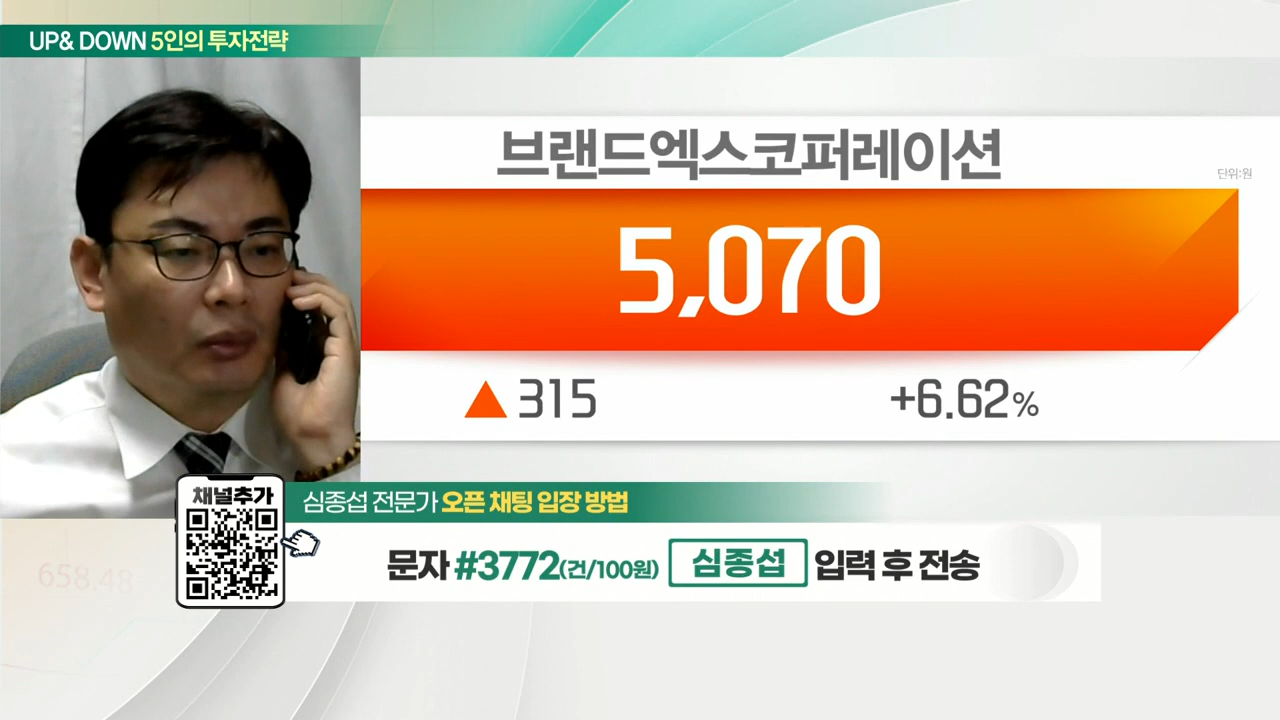 UP& DOWN 5인의 투자전략
브랜드엑스코퍼레이션
단위:원
5,070
▲ 315 +6.62%
채널추가
심종섭 전문가 오픈 채팅 입장 방법
문자 #3772(건/100원) 심종섭 입력 후 전송
658.48